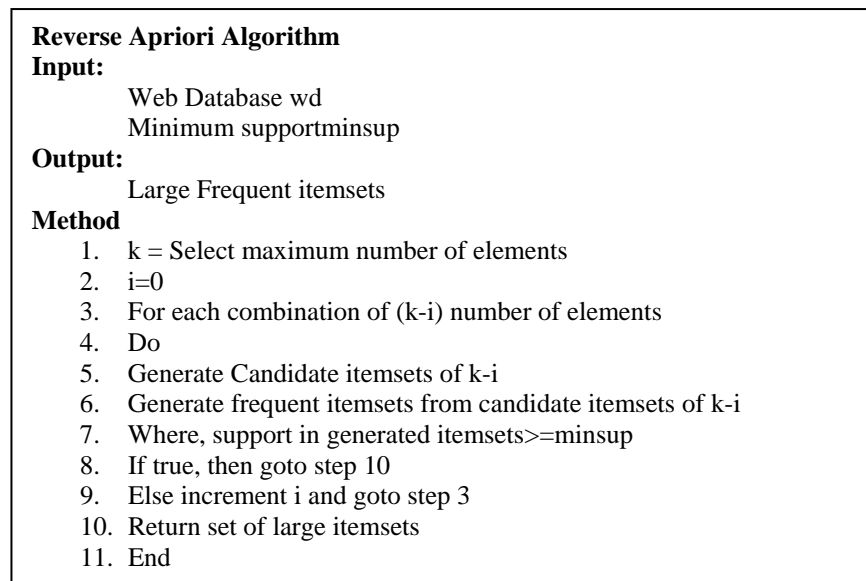 Reverse Apriori Algorithm
Input:
Web Database wd
Minimum supportminsup
Output:
Large Frequent itemsets
Method
1. k = Select maximum number of elements
2. i=0
3. For each combination of (k-i) number of elements
4. Do
5. Generate Candidate itemsets of k-i
6. Generate frequent itemsets from candidate itemsets of k-i
7. Where, support in generated itemsets>=minsup
8. If true, then goto step 10
9. Else increment i and goto step 3
10. Return set of large itemsets
11. End